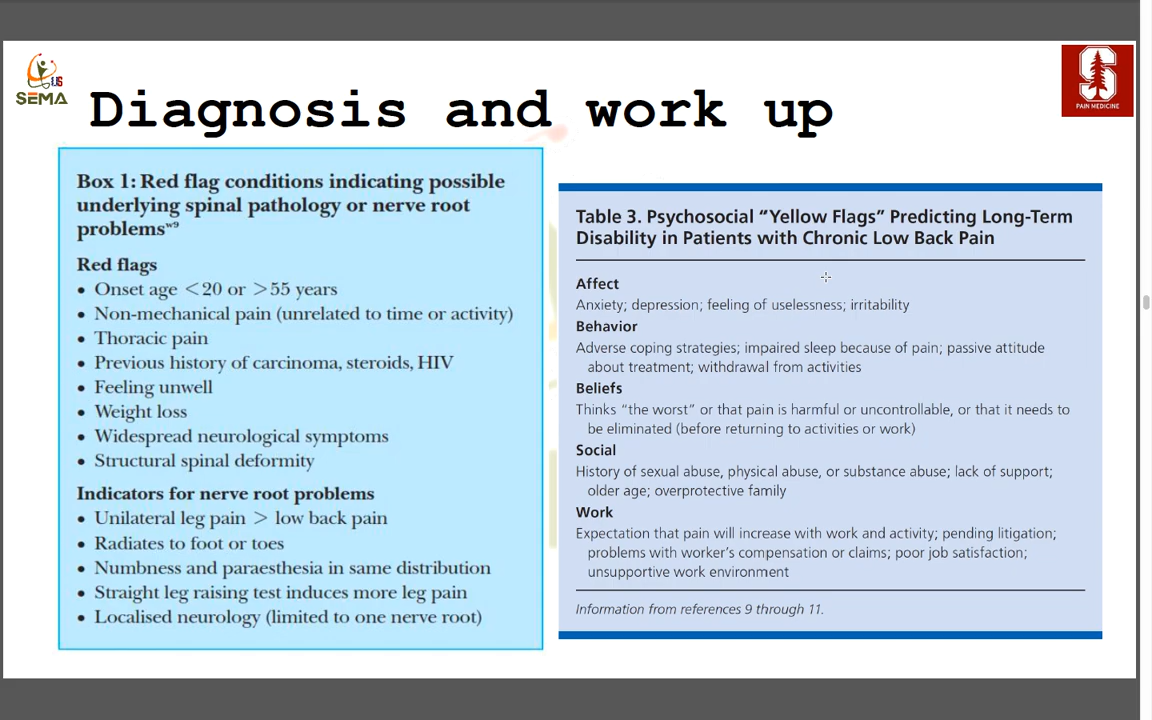 SEMA
US
Diagnosis and work up
S
PAIN MEDICINE
Box 1: Red flag conditions indicating possible
underlying spinal pathology or nerve root
problemsʷ⁹
Red flags
• Onset age <20 or >55 years
• Non-mechanical pain (unrelated to time or activity)
• Thoracic pain
• Previous history of carcinoma, steroids, HIV
• Feeling unwell
• Weight loss
• Widespread neurological symptoms
• Structural spinal deformity
Indicators for nerve root problems
• Unilateral leg pain > low back pain
• Radiates to foot or toes
• Numbness and paraesthesia in same distribution
• Straight leg raising test induces more leg pain
• Localised neurology (limited to one nerve root)
Table 3. Psychosocial “Yellow Flags” Predicting Long-Term
Disability in Patients with Chronic Low Back Pain
Affect
Anxiety; depression; feeling of uselessness; irritability
Behavior
Adverse coping strategies; impaired sleep because of pain; passive attitude
about treatment; withdrawal from activities
Beliefs
Thinks “the worst” or that pain is harmful or uncontrollable, or that it needs to
be eliminated (before returning to activities or work)
Social
History of sexual abuse, physical abuse, or substance abuse; lack of support;
older age; overprotective family
Work
Expectation that pain will increase with work and activity; pending litigation;
problems with worker’s compensation or claims; poor job satisfaction;
unsupportive work environment
Information from references 9 through 11.